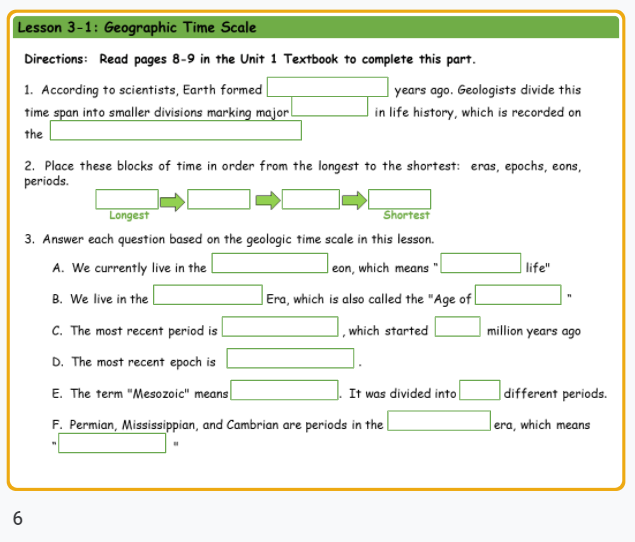 Lesson 3-1: Geographic Time Scale
Directions: Read pages 8-9 in the Unit 1 Textbook to complete this part.
1. According to scientists, Earth formed years ago. Geologists divide this
time span into smaller divisions marking major in life history, which is recorded on
the
2. Place these blocks of time in order from the longest to the shortest: eras, epochs, eons,
periods.
Longest Shortest
3. Answer each question based on the geologic time scale in this lesson.
A. We currently live in the eon, which means " life"
B. We live in the Era, which is also called the "Age of "
C. The most recent period is , which started million years ago
D. The most recent epoch is .
E. The term "Mesozoic" means . It was divided into different periods.
F. Permian, Mississippian, and Cambrian are periods in the era, which means
" "
6